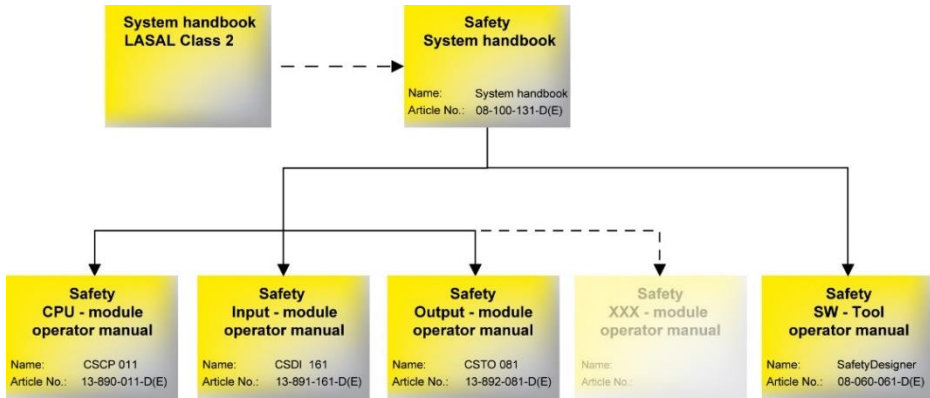 System handbook
LASAL Class 2
Safety
System handbook
Name: System handbook
Article No.: 08-100-131-D(E)
Safety
CPU - module
operator manual
Name: CSCP 011
Article No.: 13-890-011-D(E)
Safety
Input - module
operator manual
Name: CSDI 161
Article No.: 13-891-161-D(E)
Safety
Output - module
operator manual
Name: CSTO 081
Article No.: 13-892-081-D(E)
Safety
XXX - module
operator manual
Name:
Article No.:
Safety
SW - Tool
operator manual
Name: SafetyDesigner
Article No.: 08-060-061-D(E)